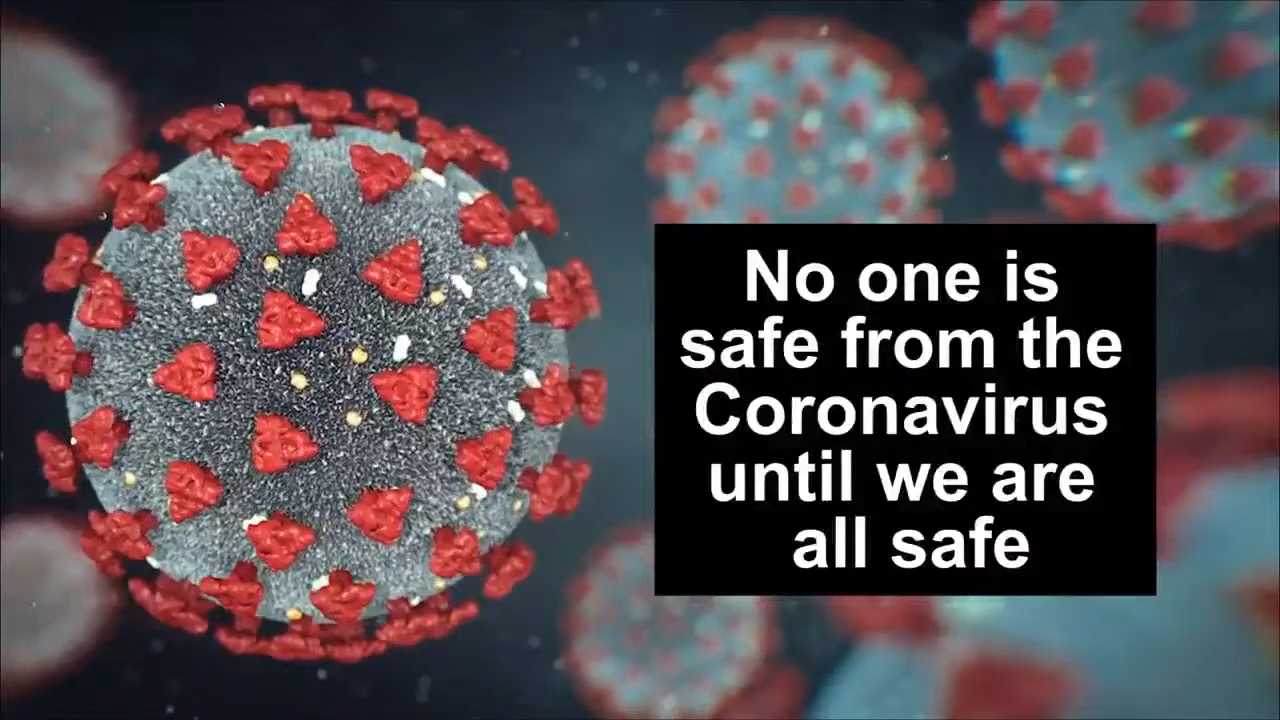 No one is
safe from the
Coronavirus
until we are
all safe